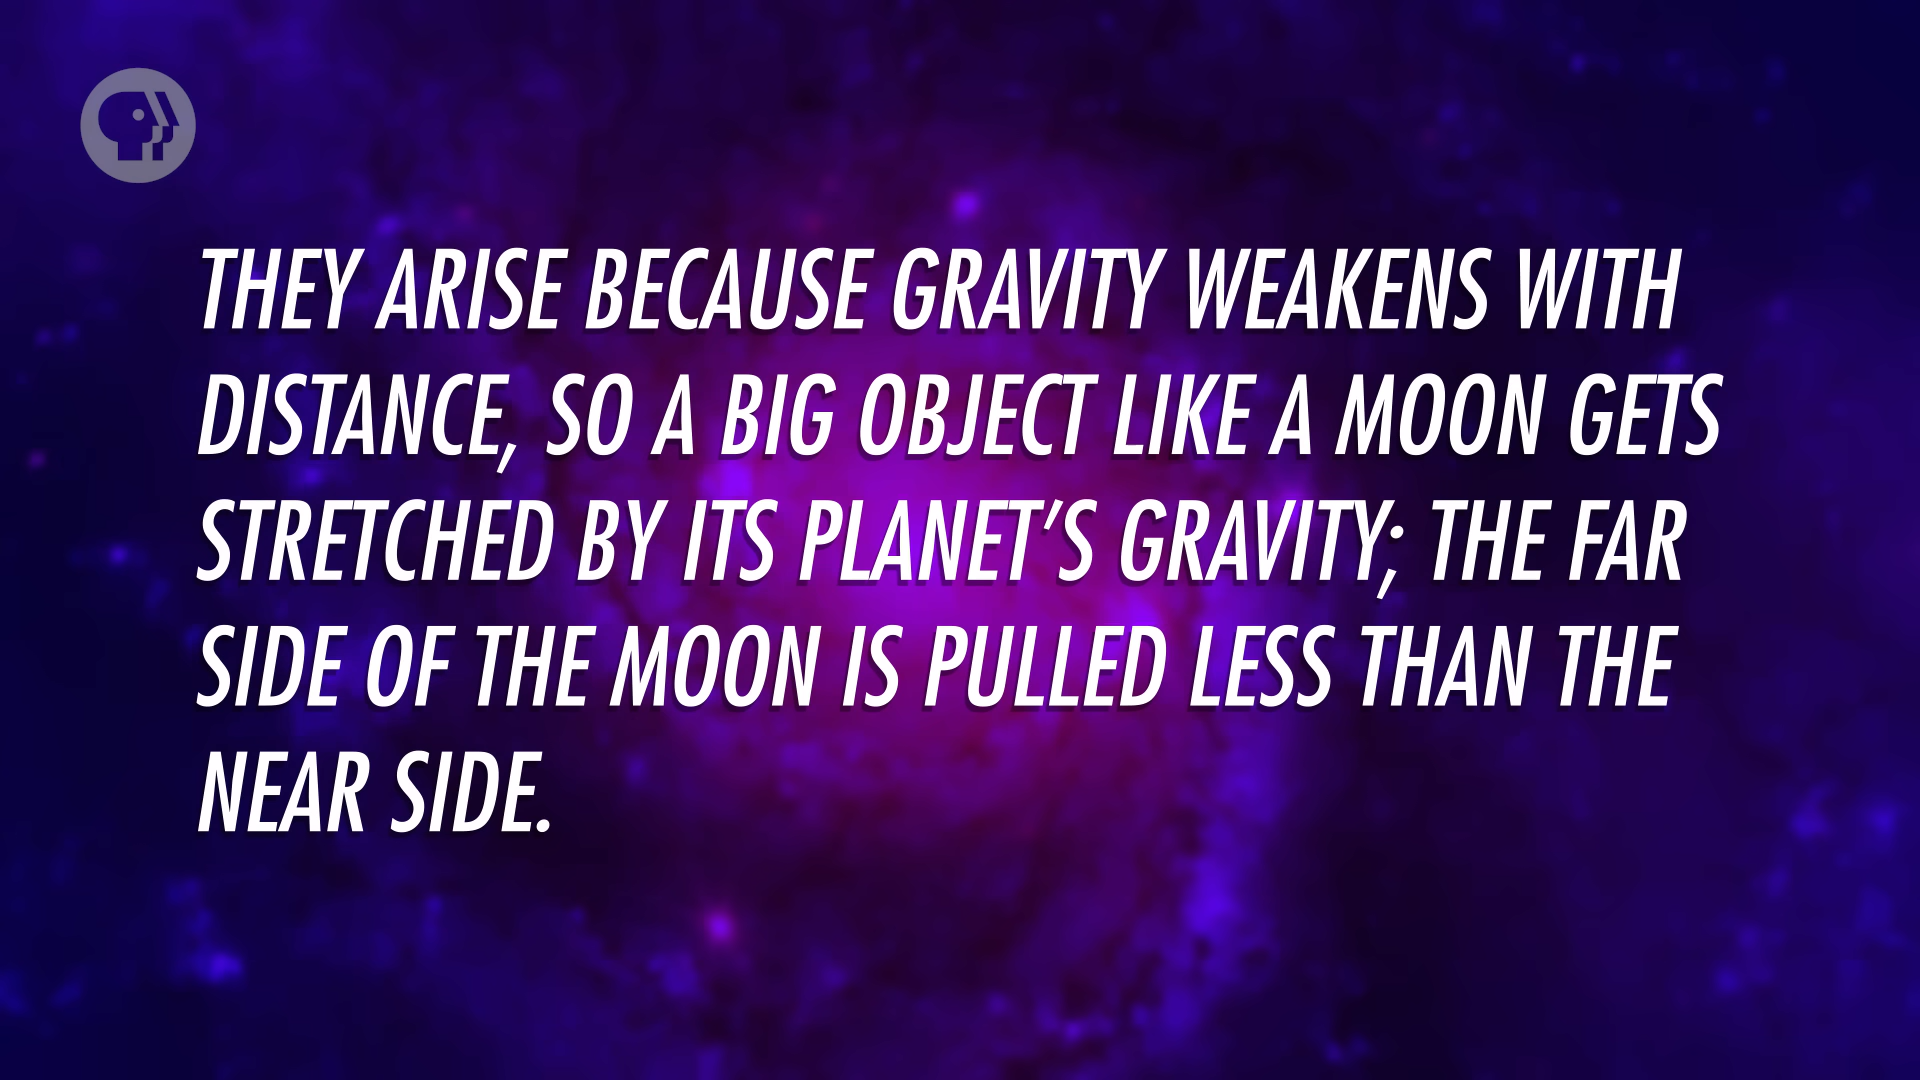 THEY ARISE BECAUSE GRAVITY WEAKENS WITH
DISTANCE, SO A BIG OBJECT LIKE A MOON GETS
STRETCHED BY ITS PLANET’S GRAVITY; THE FAR
SIDE OF THE MOON IS PULLED LESS THAN THE
NEAR SIDE.